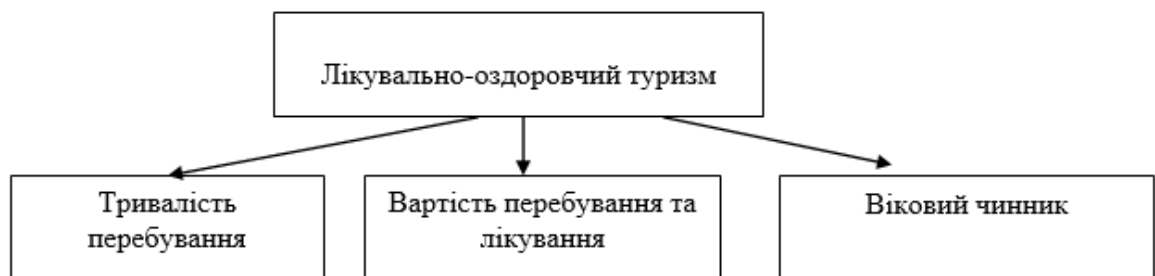 Лікувально-оздоровчий туризм
Тривалість
перебування
Вартість перебування та
лікування
Віковий чинник